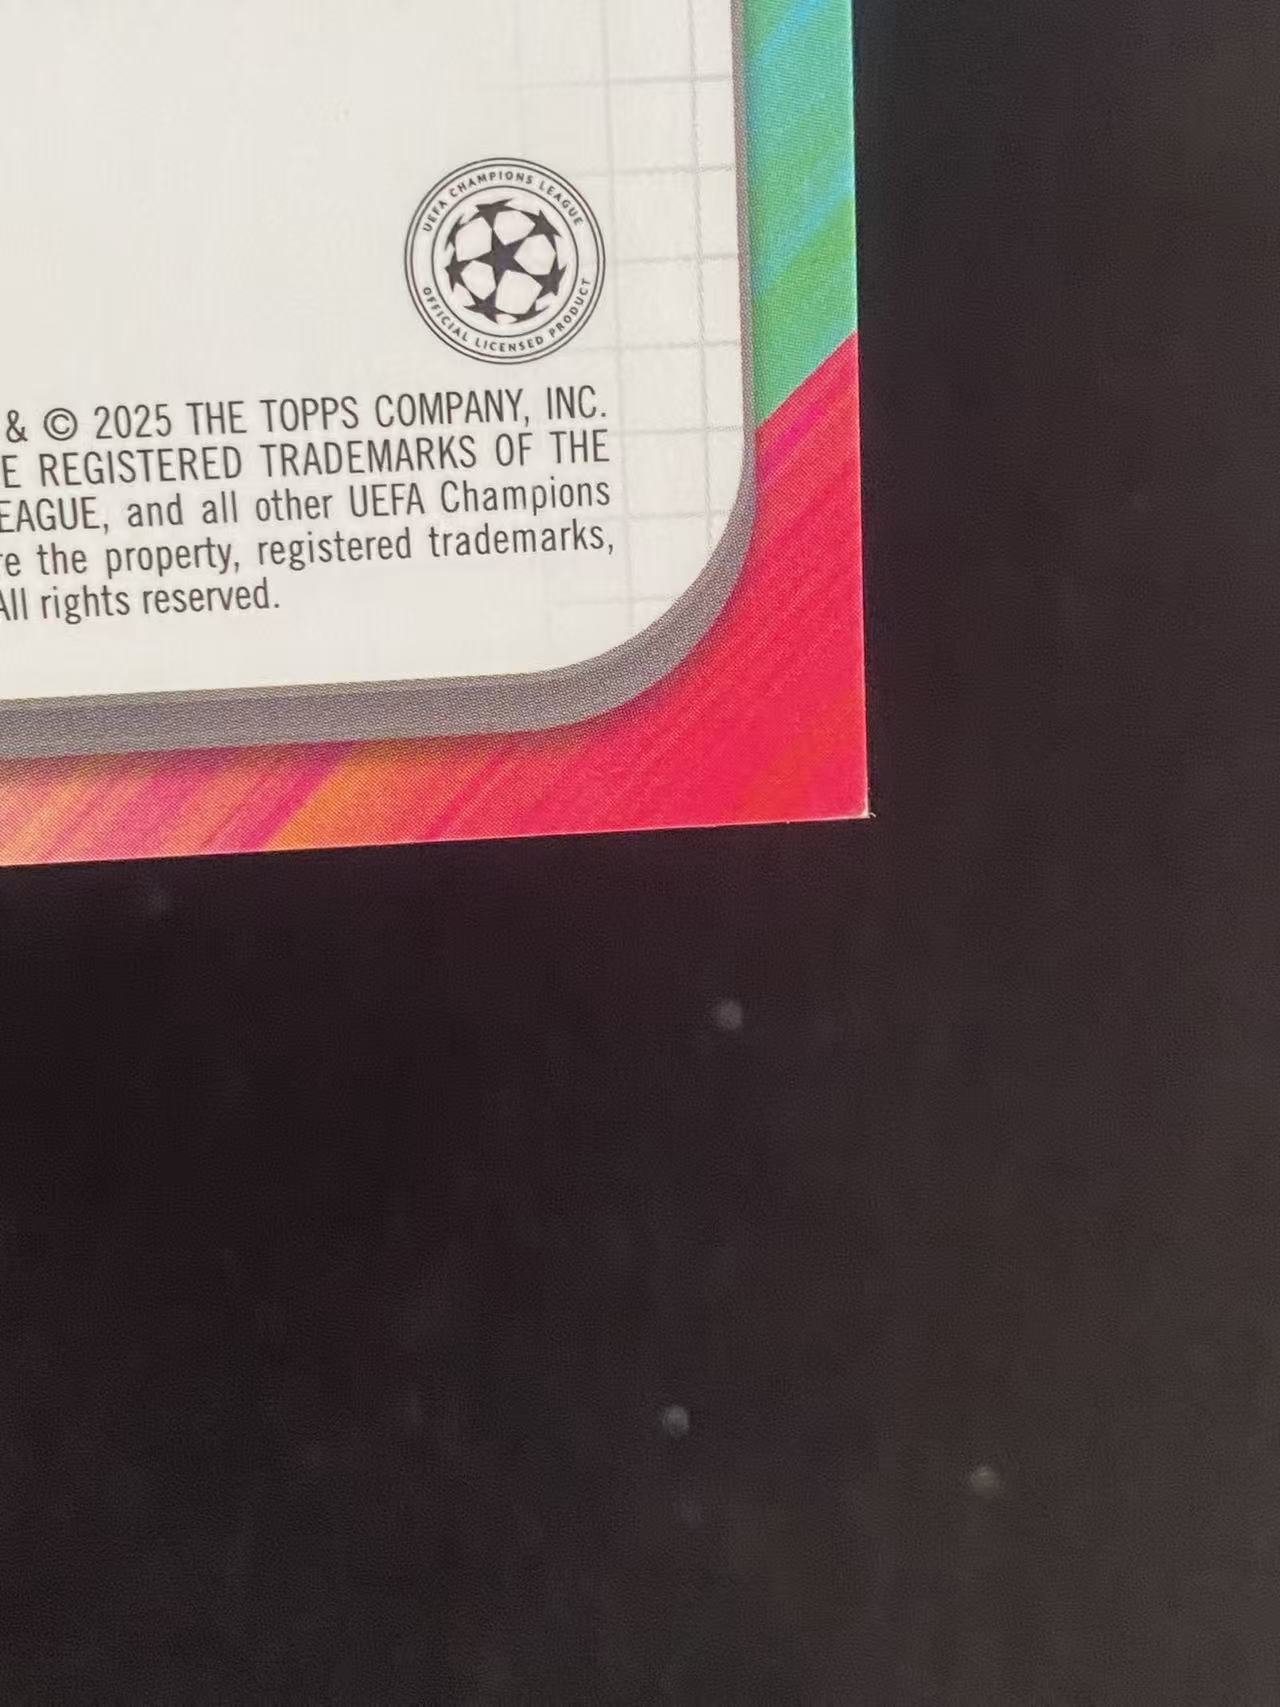 UEFA CHAMPIONS LEAGUE
OFFICIAL LICENSED PRODUCT
& © 2025 THE TOPPS COMPANY, INC.
E REGISTERED TRADEMARKS OF THE
EAGUE, and all other UEFA Champions
re the property, registered trademarks,
All rights reserved.